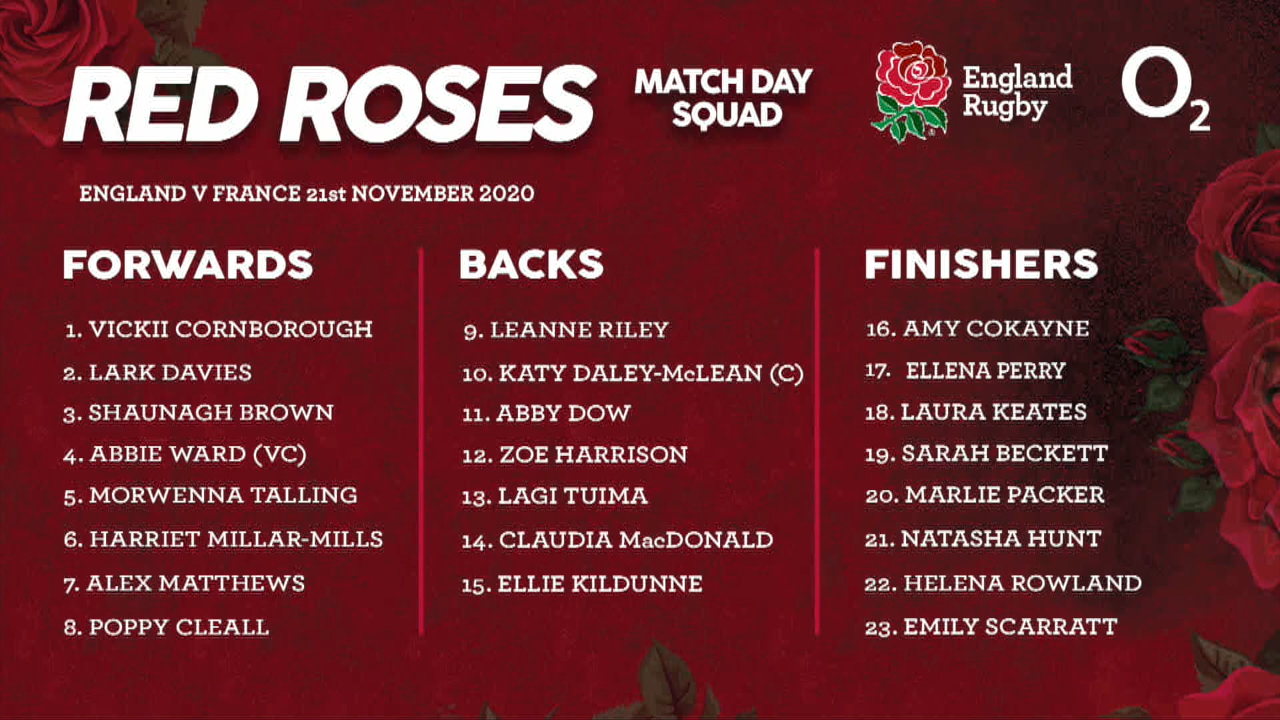 RED ROSES
MATCH DAY
SQUAD
England
Rugby
O2
ENGLAND V FRANCE 21st NOVEMBER 2020
FORWARDS
1. VICKII CORNBOROUGH
2. LARK DAVIES
3. SHAUNAGH BROWN
4. ABBIE WARD (VC)
5. MORWENNA TALLING
6. HARRIET MILLAR-MILLS
7. ALEX MATTHEWS
8. POPPY CLEALL
BACKS
9. LEANNE RILEY
10. KATY DALEY-McLEAN (C)
11. ABBY DOW
12. ZOE HARRISON
13. LAGI TUIMA
14. CLAUDIA MacDONALD
15. ELLIE KILDUNNE
FINISHERS
16. AMY COKAYNE
17. ELLENA PERRY
18. LAURA KEATES
19. SARAH BECKETT
20. MARLIE PACKER
21. NATASHA HUNT
22. HELENA ROWLAND
23. EMILY SCARRATT